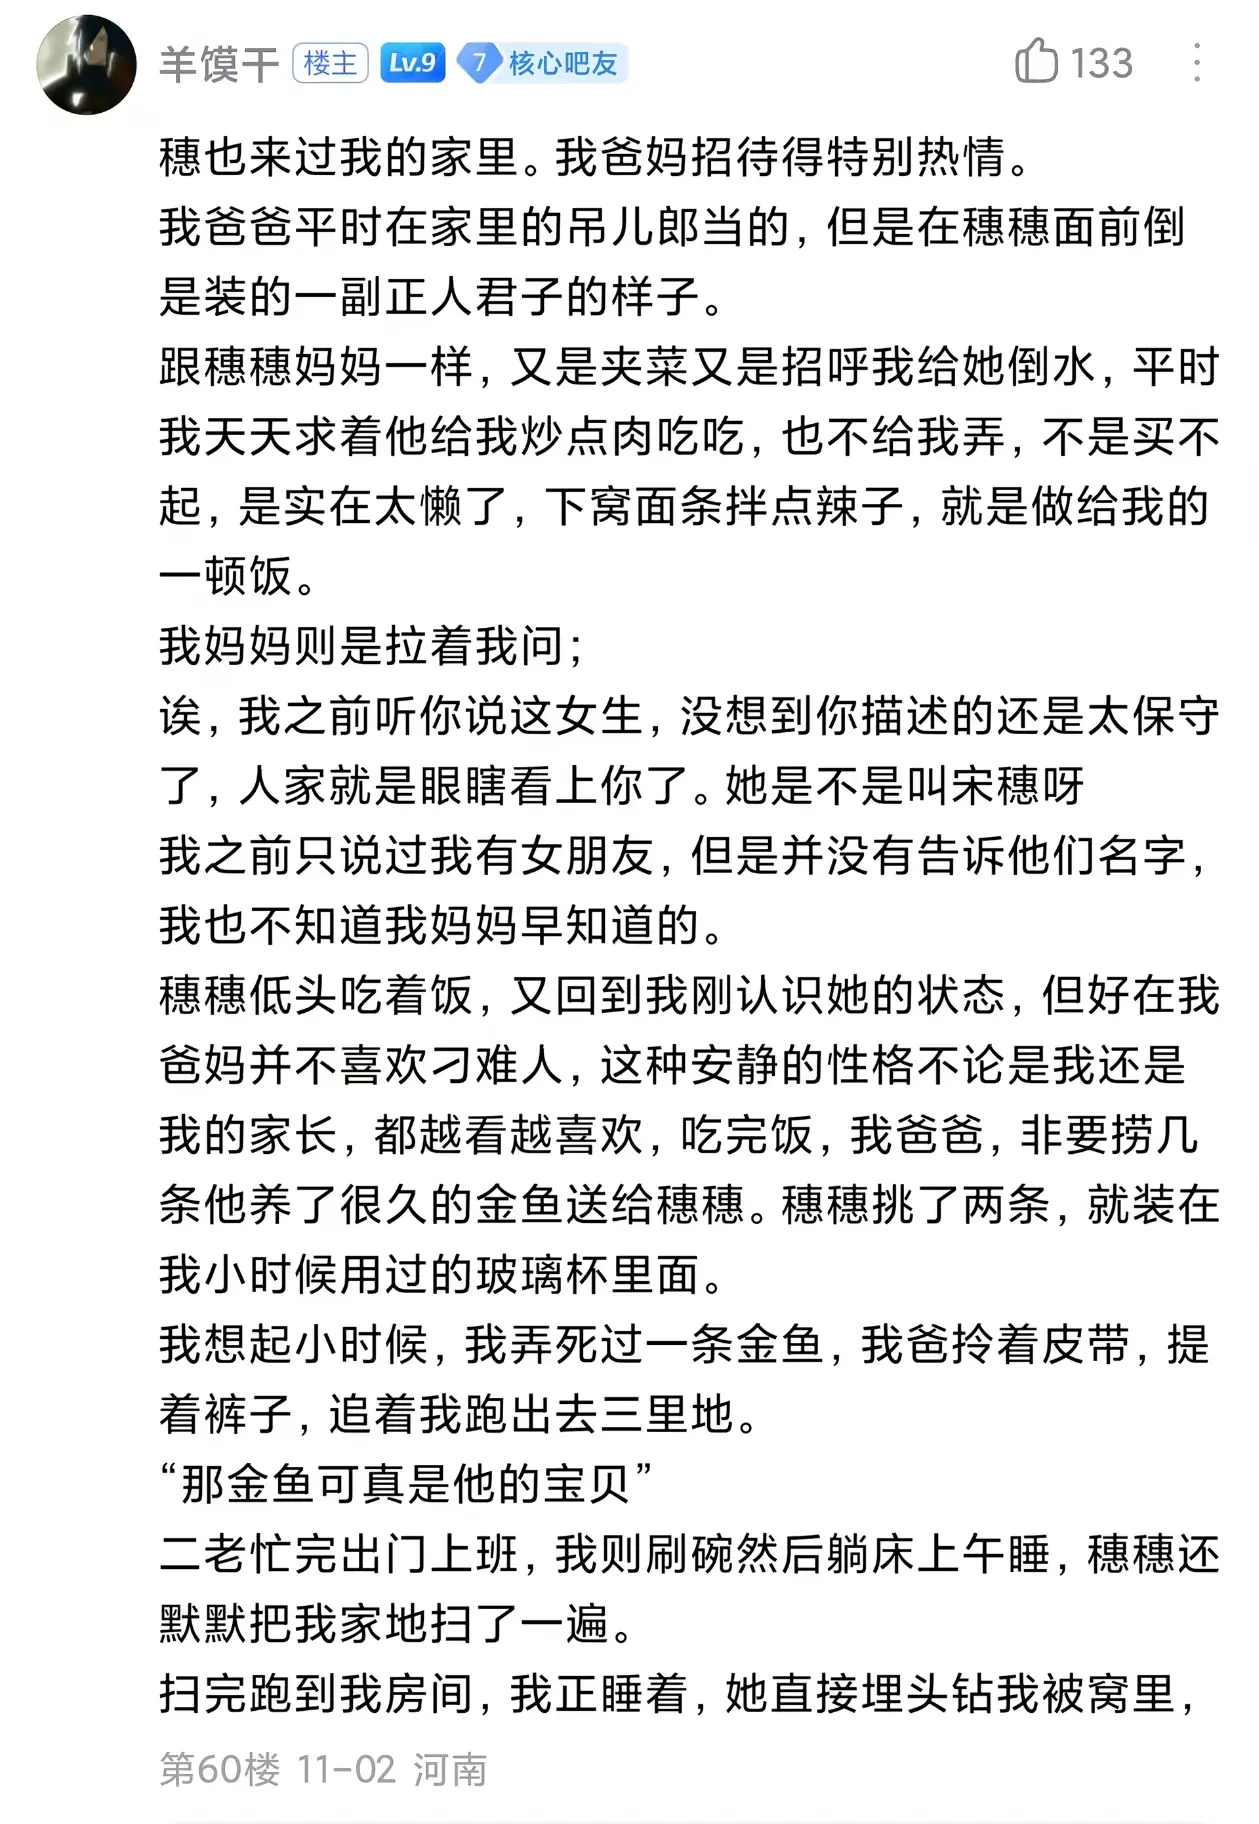 羊馍干 楼主 Lv.9 7 核心吧友 133
穗也来过我的家里。我爸妈招待得特别热情。
我爸爸平时在家里的吊儿郎当的，但是在穗穗面前倒
是装的一副正人君子的样子。
跟穗穗妈妈一样，又是夹菜又是招呼我给她倒水，平时
我天天求着他给我炒点肉吃吃，也不给我弄，不是买不
起，是实在太懒了，下窝面条拌点辣子，就是做给我的
一顿饭。
我妈妈则是拉着我问；
诶，我之前听你说这女生，没想到你描述的还是太保守
了，人家就是眼瞎看上你了。她是不是叫宋穗呀
我之前只说过我有女朋友，但是并没有告诉他们名字，
我也不知道我妈妈早知道的。
穗穗低头吃着饭，又回到我刚认识她的状态，但好在我
爸妈并不喜欢刁难人，这种安静的性格不论是我还是
我的家长，都越看越喜欢，吃完饭，我爸爸，非要捞几
条他养了很久的金鱼送给穗穗。穗穗挑了两条，就装在
我小时候用过的玻璃杯里面。
我想起小时候，我弄死过一条金鱼，我爸拎着皮带，提
着裤子，追着我跑出去三里地。
“那金鱼可真是他的宝贝”
二老忙完出门上班，我则刷碗然后躺床上午睡，穗穗还
默默把我家地扫了一遍。
扫完跑到我房间，我正睡着，她直接埋头钻我被窝里，
第60楼 11-02 河南